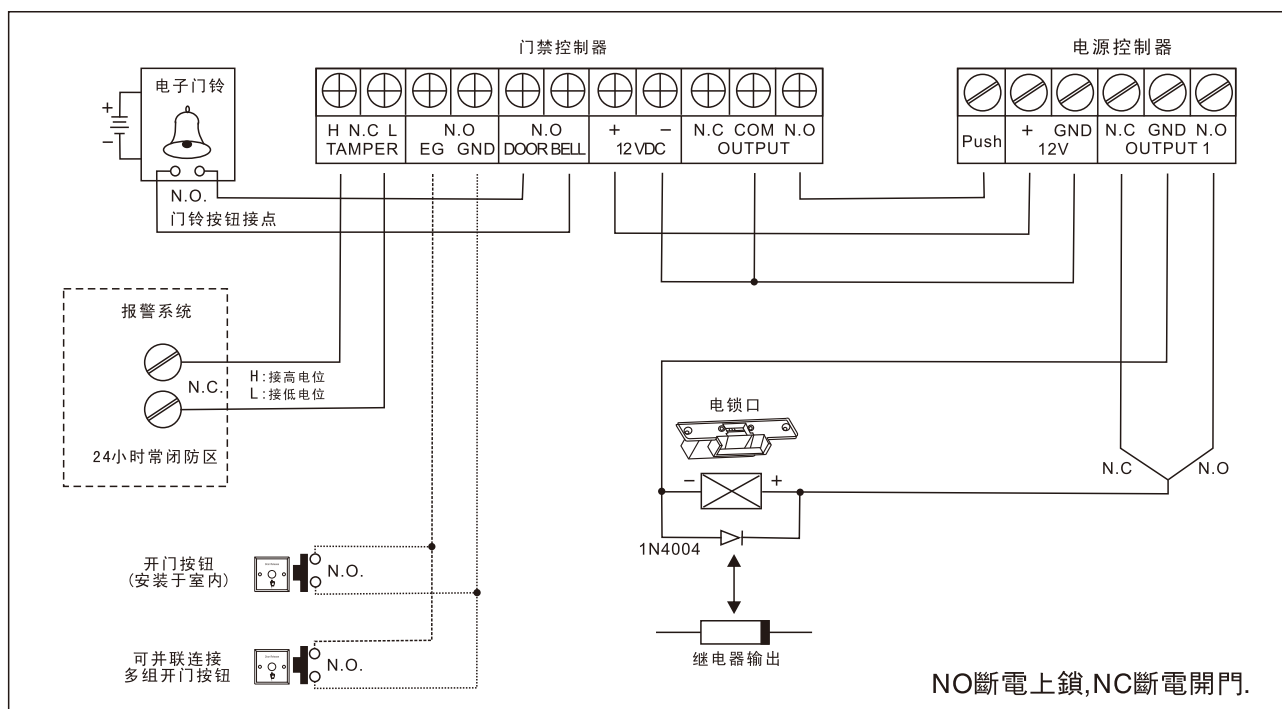 门禁控制器
电源控制器
电子门铃
+
−
H N.C L
TAMPER
N.O
EG GND
N.O
DOOR BELL
+ −
12 VDC
N.C COM N.O
OUTPUT
Push
+ GND
12V
N.C GND N.O
OUTPUT 1
N.O.
门铃按钮接点
报警系统
N.C.
H:接高电位
L:接低电位
24小时常闭防区
电锁口
N.C
N.O
− +
1N4004
开门按钮
(安装于室内)
N.O.
可并联连接
多组开门按钮
N.O.
继电器输出
NO斷電上鎖,NC斷電開門.